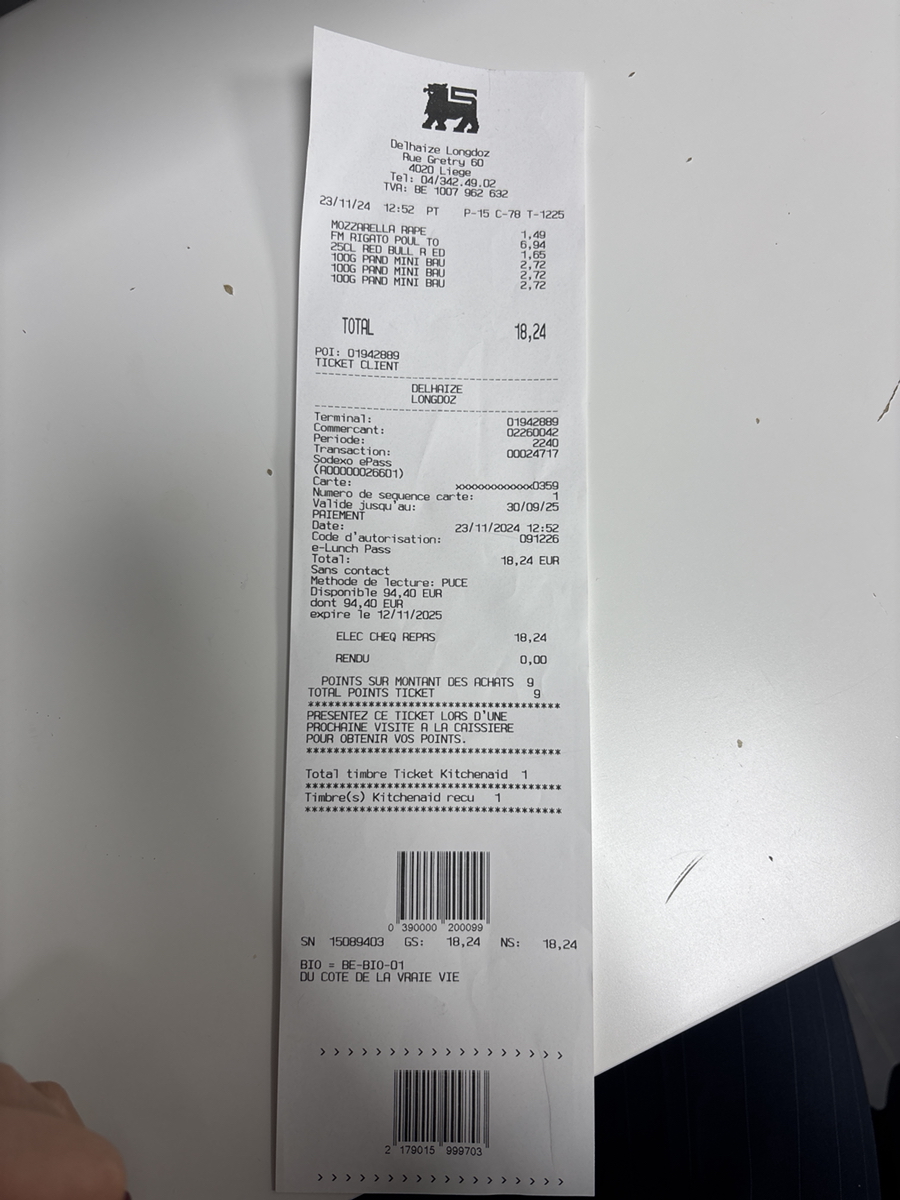 Delhaize Longdoz
Rue Gretry 60
4020 Liege
Tel: 04/342.49.02
TVA: BE 1007 962 632
23/11/24 12:52 PT P-15 C-78 T-1225
MOZZARELLA RAPE 1,49
FM RIGATO POUL TO 6,94
25CL RED BULL R ED 1,65
100G PAND MINI BAU 2,72
100G PAND MINI BAU 2,72
100G PAND MINI BAU 2,72
TOTAL 18,24
POI: 01942889
TICKET CLIENT
--------------------------------
DELHAIZE
LONGDOZ
--------------------------------
Terminal: 01942889
Commercant: 02260042
Periode: 2240
Transaction: 00024717
Sodexo ePass
(A00000026601)
Carte: xxxxxxxxxxxxx0359
Numero de sequence carte: 1
Valide jusqu'au: 30/09/25
PAIEMENT
Date: 23/11/2024 12:52
Code d'autorisation: 091226
e-Lunch Pass
Total: 18,24 EUR
Sans contact
Methode de lecture: PUCE
Disponible 94,40 EUR
dont 94,40 EUR
expire le 12/11/2025
ELEC CHEQ REPAS 18,24
RENDU 0,00
POINTS SUR MONTANT DES ACHATS 9
TOTAL POINTS TICKET 9
**********************************
PRESENTEZ CE TICKET LORS D'UNE
PROCHAINE VISITE A LA CAISSIERE
POUR OBTENIR VOS POINTS.
**********************************
Total timbre Ticket Kitchenaid 1
**********************************
Timbre(s) Kitchenaid recu 1
**********************************
0 390000 200099
SN 15089403 GS: 18,24 NS: 18,24
BIO = BE-BIO-01
DU COTE DE LA VRAIE VIE
> > > > > > > > > > > > > > > > >
2 179015 999703
> > > > > > > > > > > > > > > > >